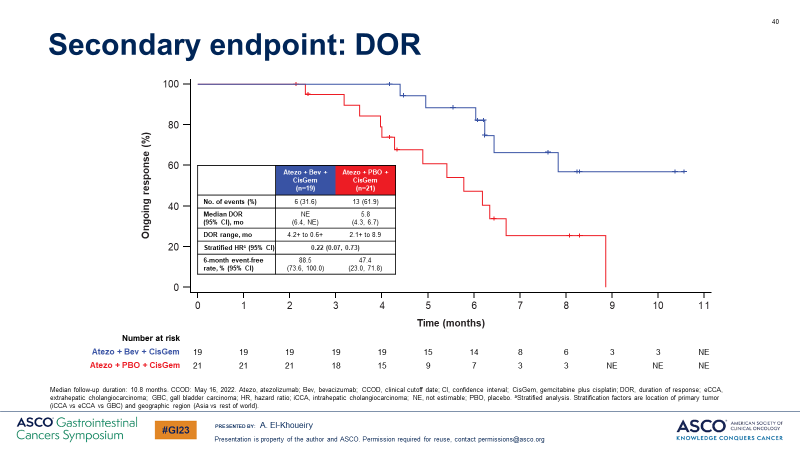 40
Secondary endpoint: DOR
Ongoing response (%)
100
80
60
40
20
0
Atezo + Bev + CisGem (n=19)
Atezo + PBO + CisGem (n=21)
No. of events (%) 6 (31.6) 13 (61.9)
Median DOR (95% CI), mo NE (6.4, NE) 5.8 (4.3, 6.7)
DOR range, mo 4.2+ to 0.6+ 2.1+ to 8.9
Stratified HRª (95% CI) 0.22 (0.07, 0.73)
6-month event-free rate, % (95% CI) 88.5 (73.6, 100.0) 47.4 (23.0, 71.8)
0 1 2 3 4 5 6 7 8 9 10 11
Time (months)
Number at risk
Atezo + Bev + CisGem 19 19 19 19 19 15 14 8 6 3 3 NE
Atezo + PBO + CisGem 21 21 21 18 15 9 7 3 3 NE NE NE
Median follow-up duration: 10.8 months. CCOD: May 16, 2022. Atezo, atezolizumab; Bev, bevacizumab; CCOD, clinical cutoff date; CI, confidence interval; CisGem, gemcitabine plus cisplatin; DOR, duration of response; eCCA,
extrahepatic cholangiocarcinoma; GBC, gall bladder carcinoma; HR, hazard ratio; iCCA, intrahepatic cholangiocarcinoma; NE, not estimable; PBO, placebo. ªStratified analysis. Stratification factors are location of primary tumor
(iCCA vs eCCA vs GBC) and geographic region (Asia vs rest of world).
ASCO Gastrointestinal
Cancers Symposium
#GI23
PRESENTED BY: A. El-Khoueiry
Presentation is property of the author and ASCO. Permission required for reuse, contact permissions@asco.org
ASCO AMERICAN SOCIETY OF CLINICAL ONCOLOGY
KNOWLEDGE CONQUERS CANCER